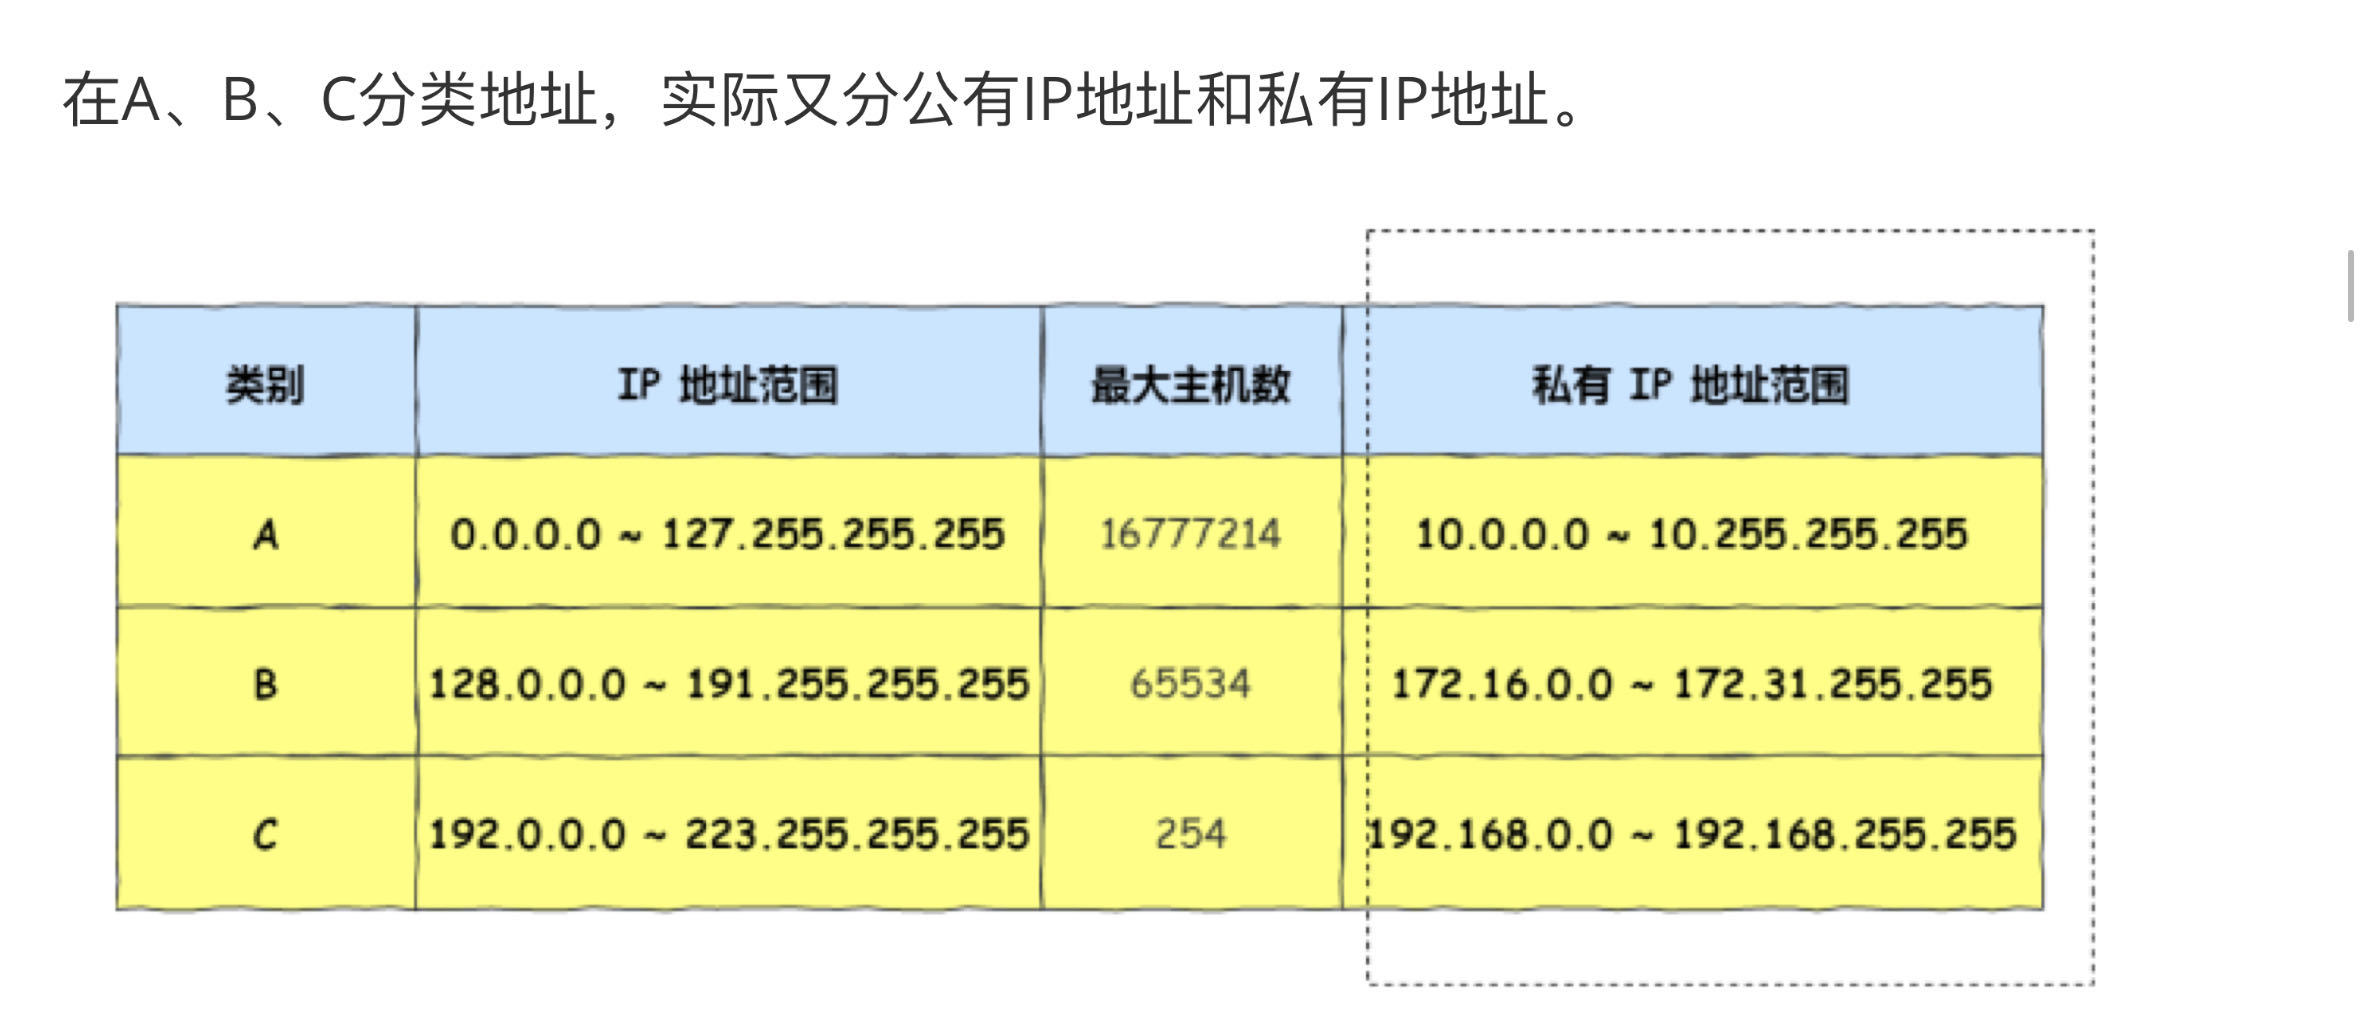 在A、B、C分类地址，实际又分公有IP地址和私有IP地址。
类别 IP 地址范围 最大主机数 私有 IP 地址范围
A 0.0.0.0 ~ 127.255.255.255 16777214 10.0.0.0 ~ 10.255.255.255
B 128.0.0.0 ~ 191.255.255.255 65534 172.16.0.0 ~ 172.31.255.255
C 192.0.0.0 ~ 223.255.255.255 254 192.168.0.0 ~ 192.168.255.255